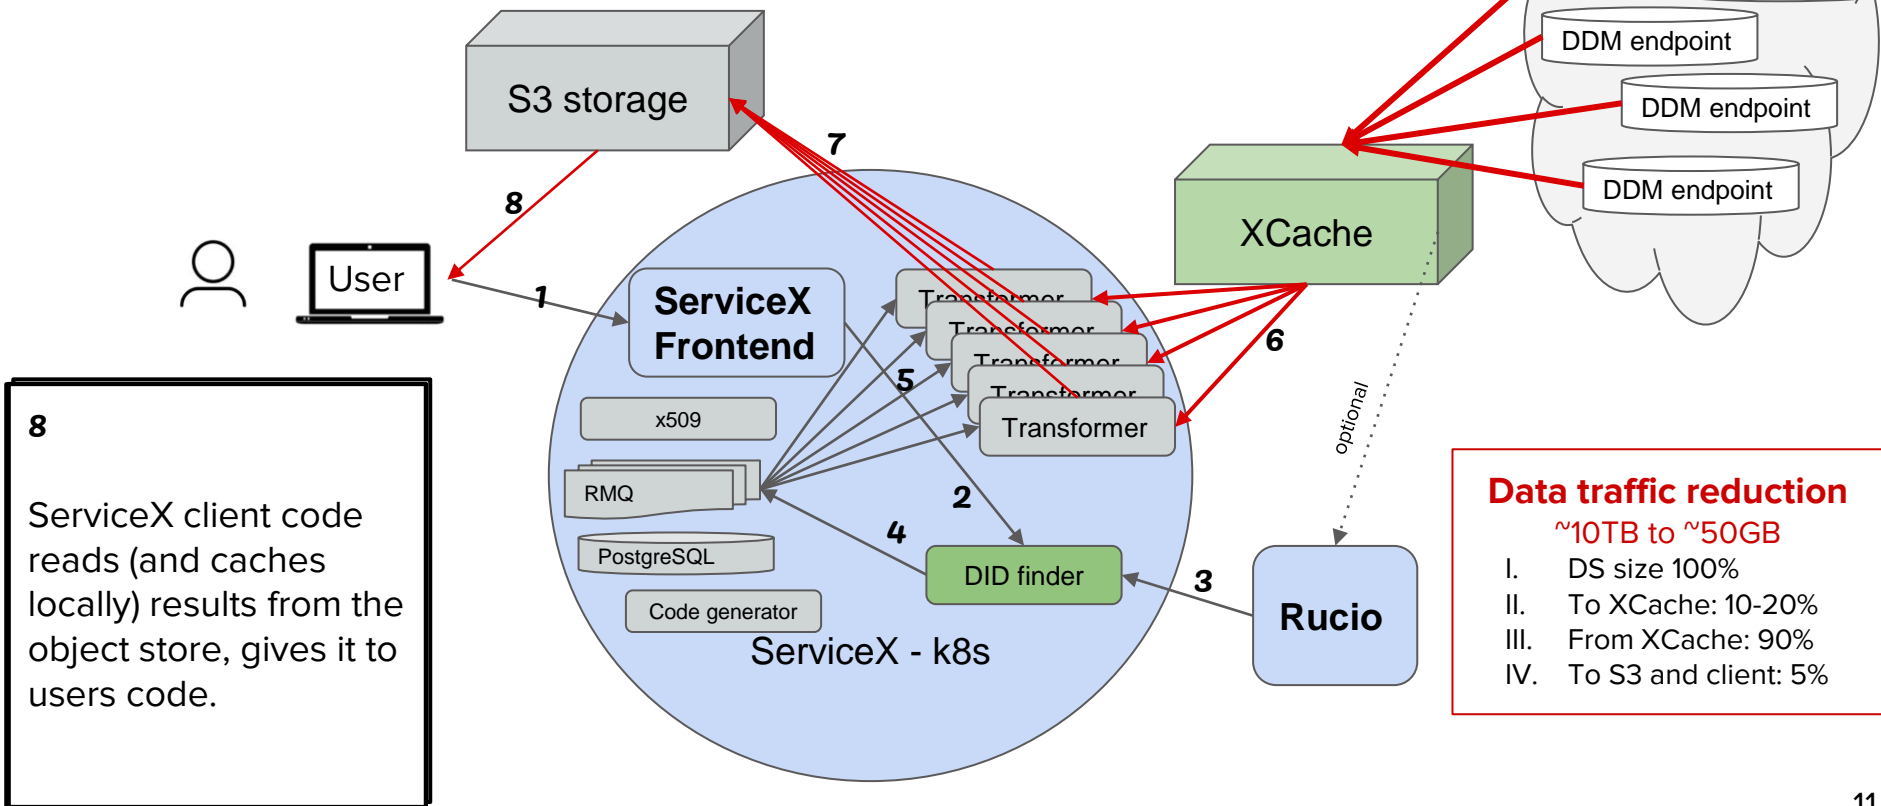 DDM endpoint
S3 storage
DDM endpoint
7
DDM endpoint
8
XCache
User
1
ServiceX
Frontend
Transformer
Transformer
Transformer
Transformer
Transformer
6
5
optional
x509
RMQ
2
4
PostgreSQL
DID finder
3
Code generator
Rucio
ServiceX - k8s
8
ServiceX client code
reads (and caches
locally) results from the
object store, gives it to
users code.
Data traffic reduction
~10TB to ~50GB
I. DS size 100%
II. To XCache: 10-20%
III. From XCache: 90%
IV. To S3 and client: 5%
11